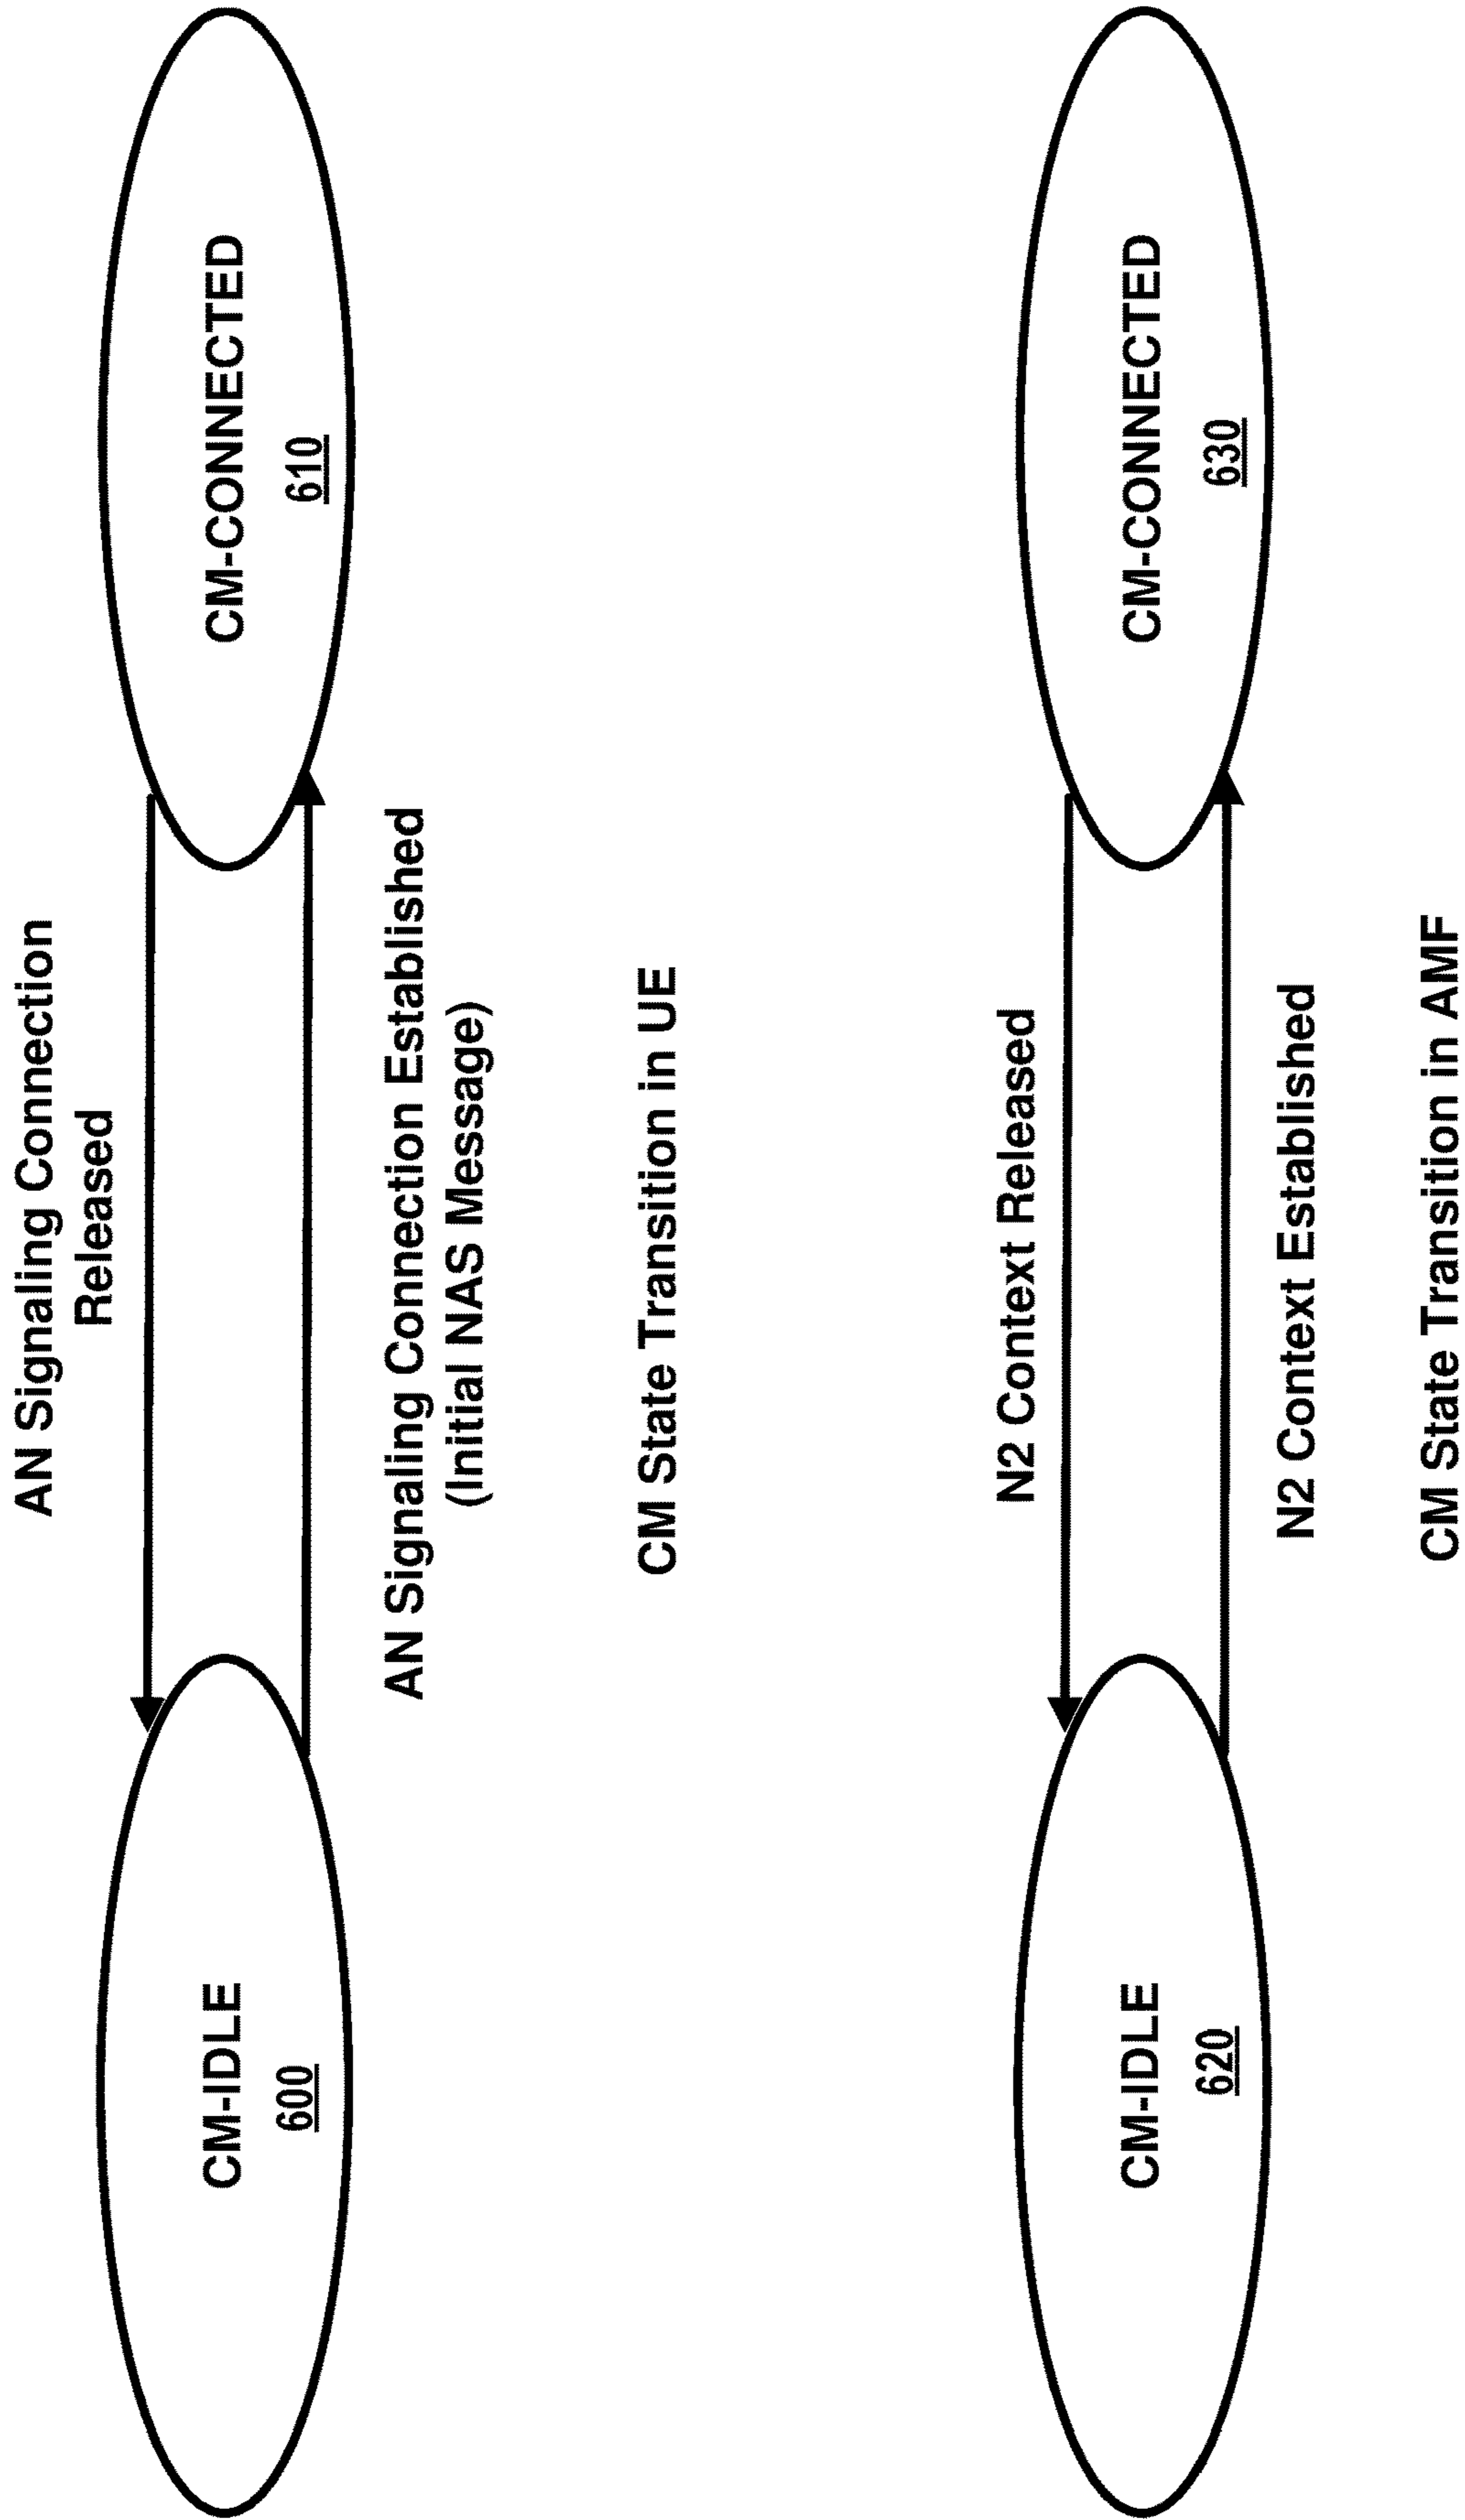 AN Signaling Connection
Released
CM-IDLE
600
CM-CONNECTED
610
AN Signaling Connection Established
(Initial NAS Message)
CM State Transition in UE
N2 Context Released
CM-IDLE
620
CM-CONNECTED
630
N2 Context Established
CM State Transition in AMF